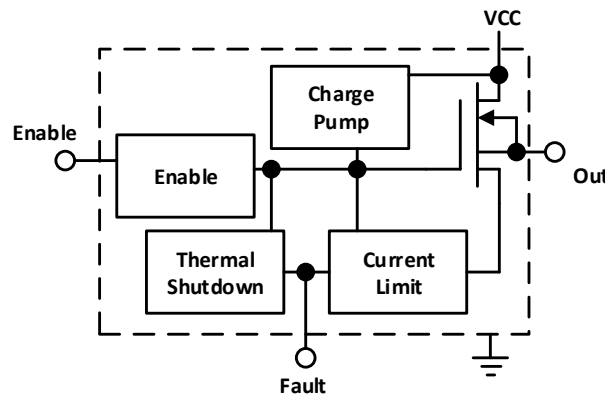 VCC
Charge
Pump
Enable
Enable
Out
Thermal
Shutdown
Current
Limit
Fault